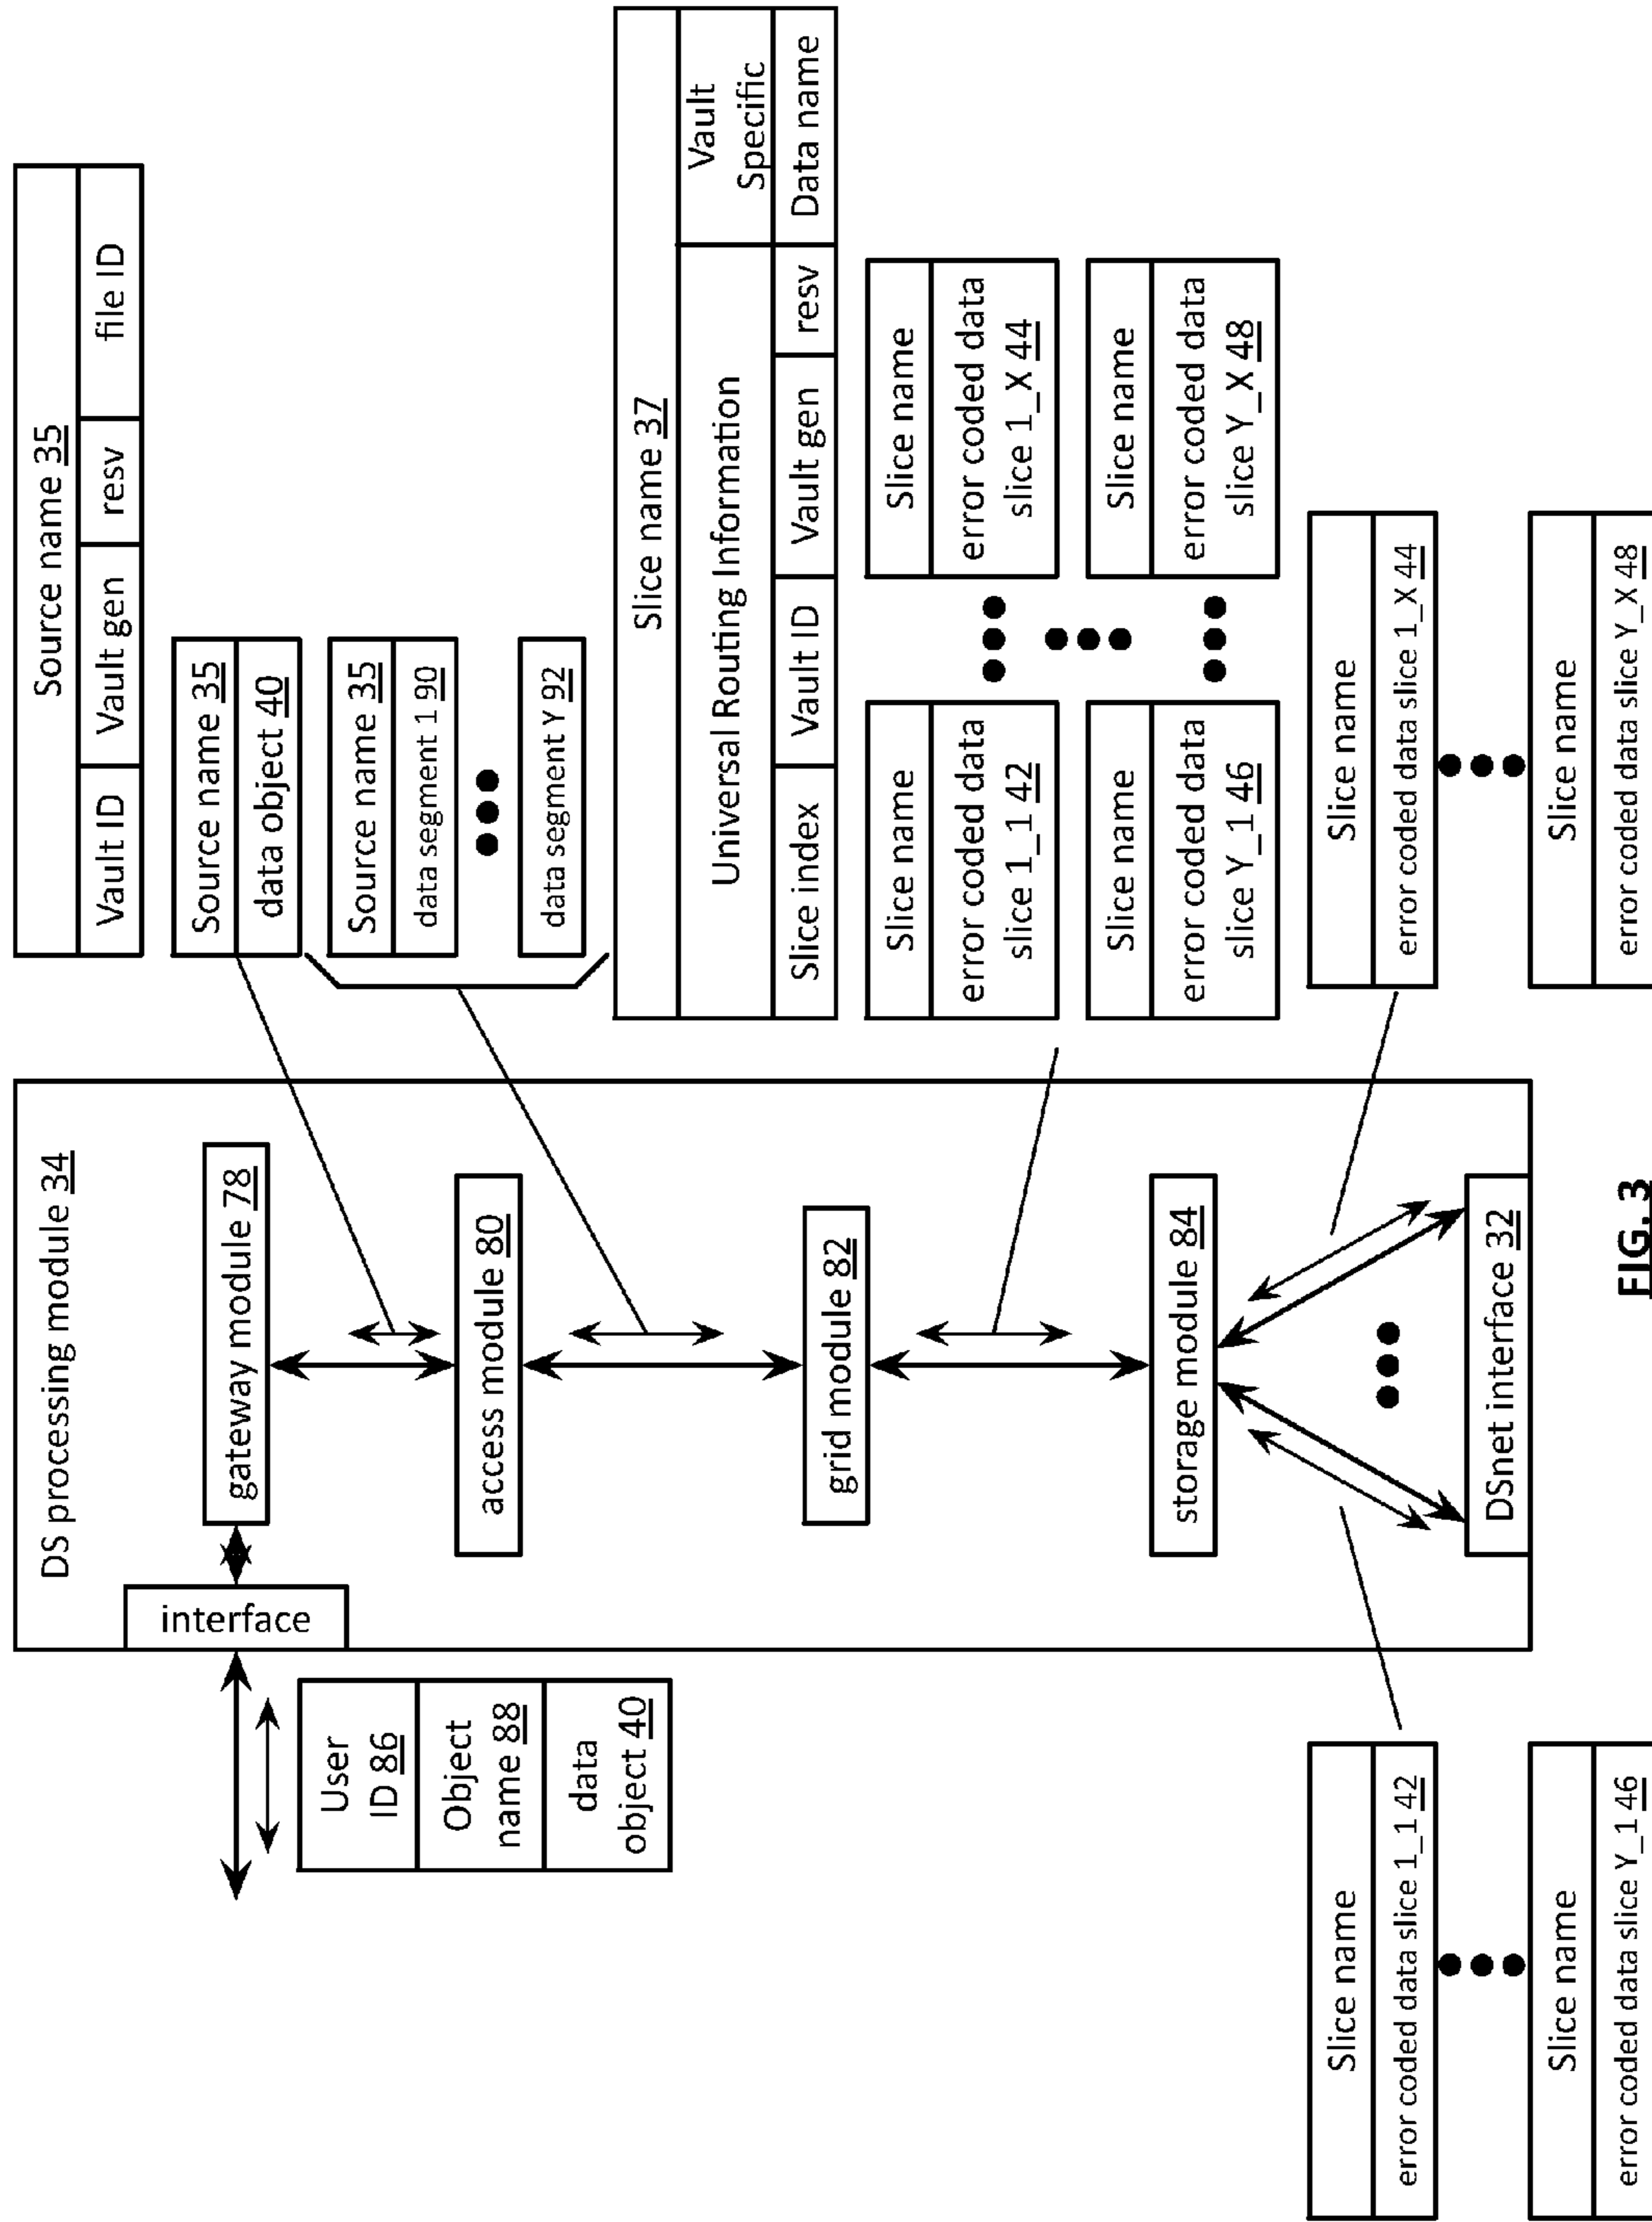 DS processing module 34
interface
gateway module 78
access module 80
grid module 82
storage module 84
DSnet interface 32
User
ID 86
Object
name 88
data
object 40
Source name 35
Vault ID
Vault gen
resv
file ID
Source name 35
data object 40
Source name 35
data segment 1 90
data segment Y 92
Slice name 37
Universal Routing Information
Vault
Specific
Slice index
Vault ID
Vault gen
resv
Data name
Slice name
error coded data
slice 1_1 42
Slice name
error coded data
slice 1_X 44
Slice name
error coded data
slice Y_1 46
Slice name
error coded data
slice Y_X 48
Slice name
error coded data slice 1_1 42
Slice name
error coded data slice Y_1 46
Slice name
error coded data slice 1_X 44
Slice name
error coded data slice Y_X 48
FIG. 3